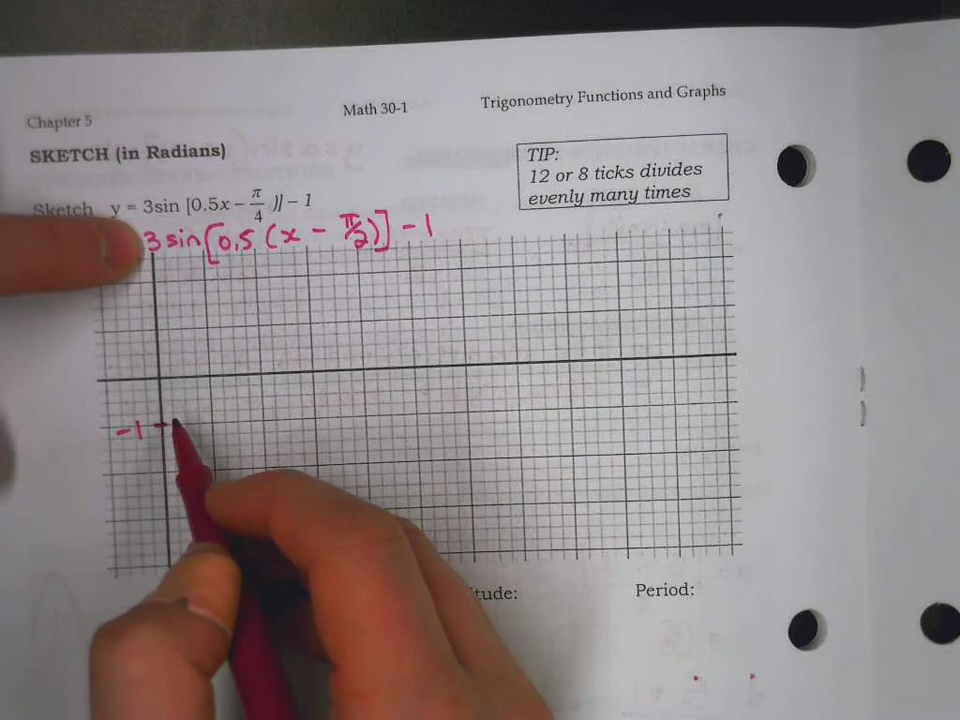 Chapter 5
Math 30-1
Trigonometry Functions and Graphs
SKETCH (in Radians)
TIP:
12 or 8 ticks divides
evenly many times
Sketch y = 3sin [0.5x – π/4 )] – 1
3 sin[0.5 (x – π/2)] – 1
-1
tude:
Period: